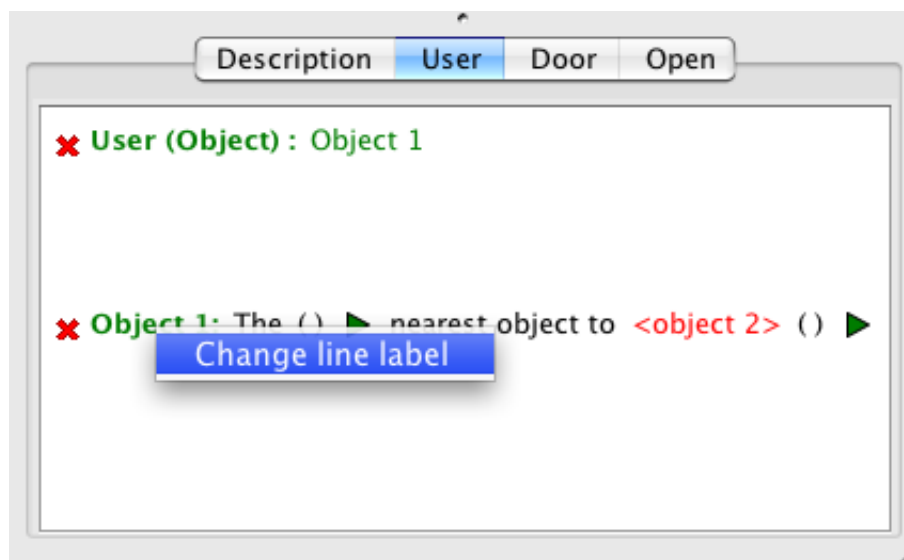 Description User Door Open
User (Object) : Object 1
Object 1: The () nearest object to <object 2> ()
Change line label